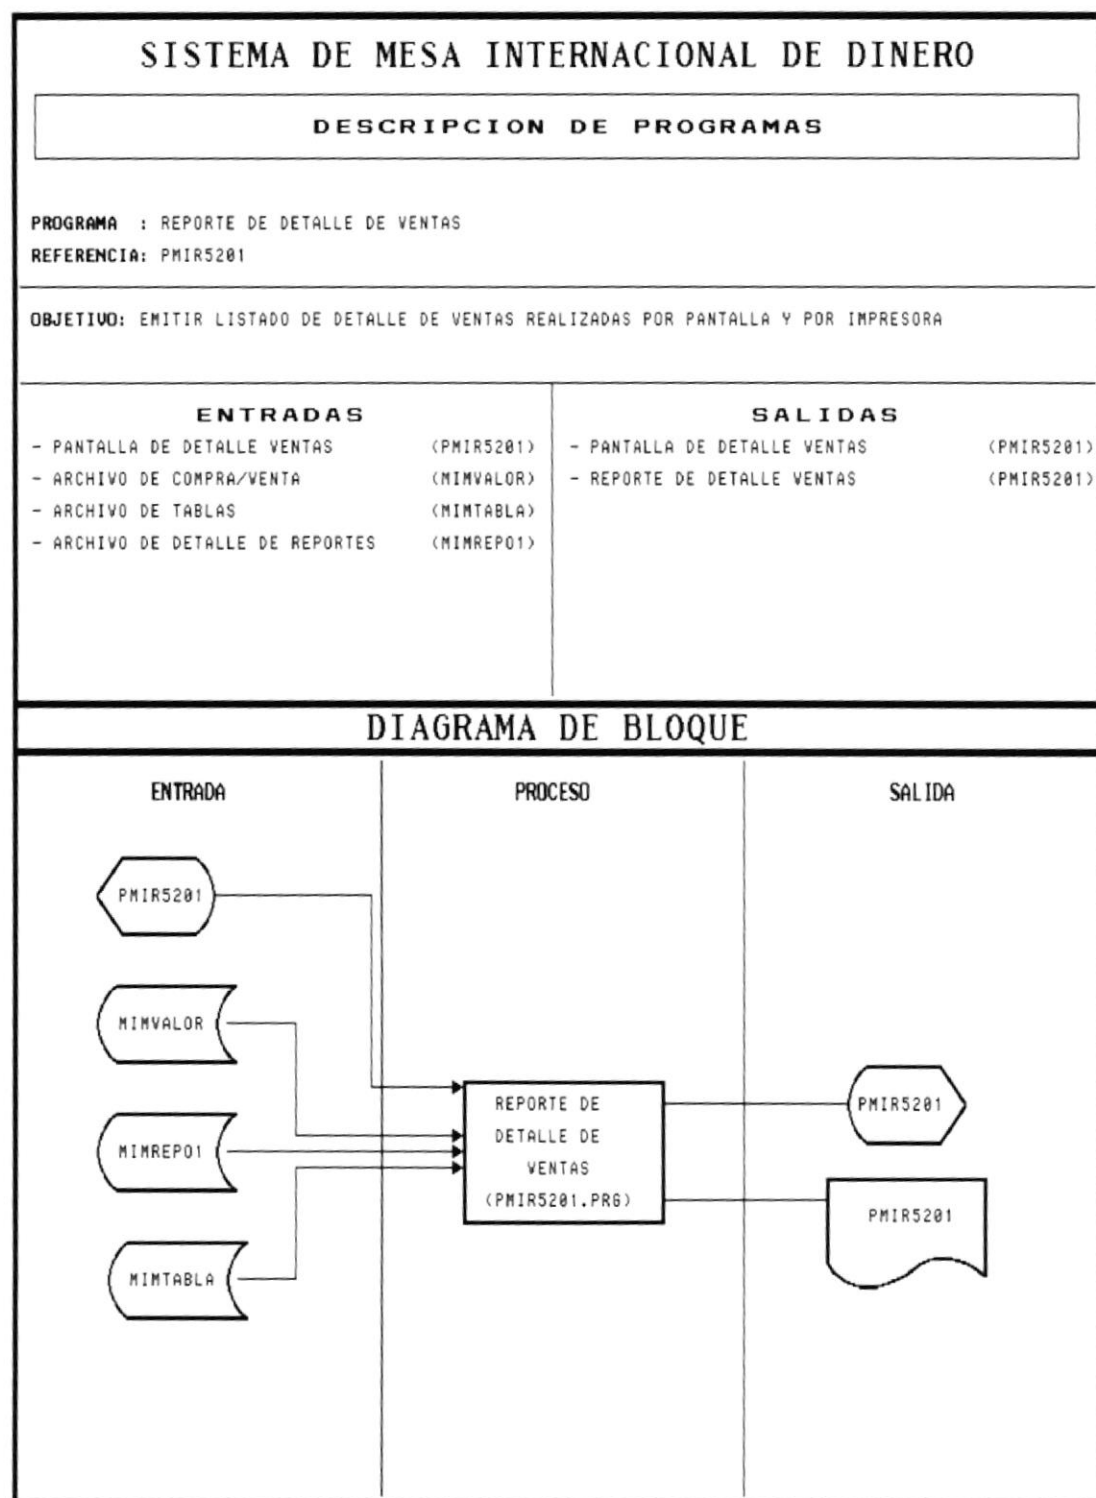 SISTEMA DE MESA INTERNACIONAL DE DINERO
DESCRIPCION DE PROGRAMAS
PROGRAMA : REPORTE DE DETALLE DE VENTAS
REFERENCIA: PMIR5201
OBJETIVO: EMITIR LISTADO DE DETALLE DE VENTAS REALIZADAS POR PANTALLA Y POR IMPRESORA
ENTRADAS
- PANTALLA DE DETALLE VENTAS (PMIR5201)
- ARCHIVO DE COMPRA/VENTA (MIMVALOR)
- ARCHIVO DE TABLAS (MIMTABLA)
- ARCHIVO DE DETALLE DE REPORTES (MIMREPO1)
SALIDAS
- PANTALLA DE DETALLE VENTAS (PMIR5201)
- REPORTE DE DETALLE VENTAS (PMIR5201)
DIAGRAMA DE BLOQUE
ENTRADA
PROCESO
SALIDA
PMIR5201
MIMVALOR
MIMREPO1
MIMTABLA
REPORTE DE
DETALLE DE
VENTAS
(PMIR5201.PRG)
PMIR5201
PMIR5201